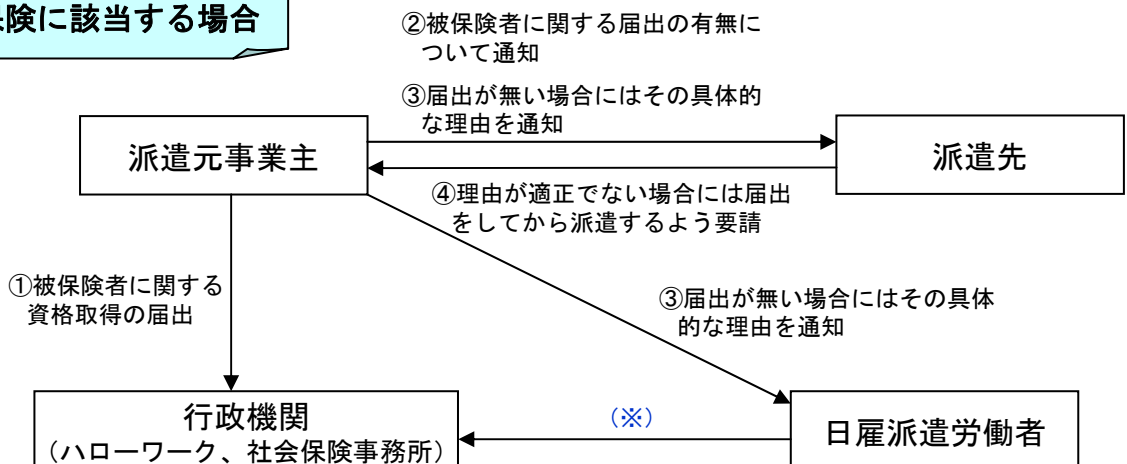 険に該当する場合
②被保険者に関する届出の有無に
ついて通知
③届出が無い場合にはその具体的
な理由を通知
派遣元事業主
派遣先
④理由が適正でない場合には届出
をしてから派遣するよう要請
①被保険者に関する
資格取得の届出
③届出が無い場合にはその具体
的な理由を通知
行政機関
（ハローワーク、社会保険事務所）
（※）
日雇派遣労働者